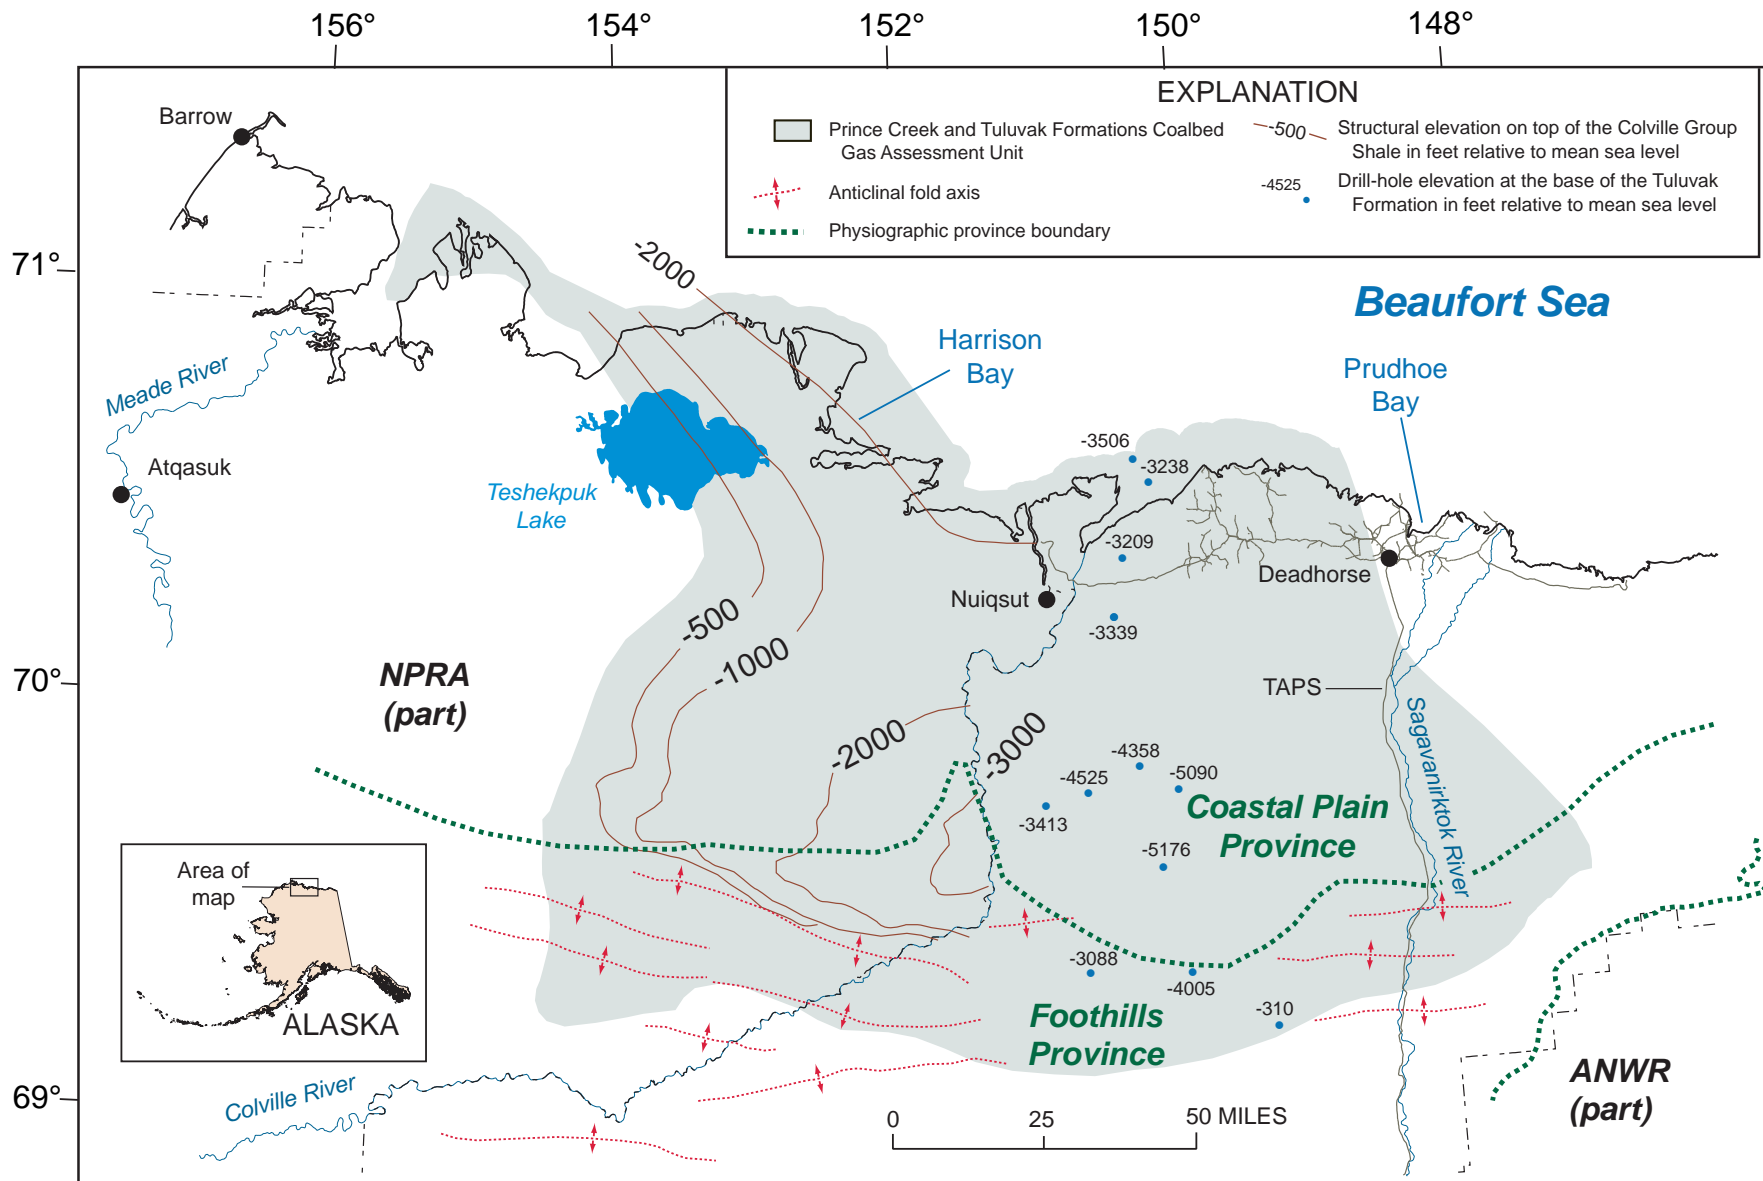 156°
154°
152°
150°
148°
EXPLANATION
Prince Creek and Tuluvak Formations Coalbed
Gas Assessment Unit
Anticlinal fold axis
Physiographic province boundary
-500
Structural elevation on top of the Colville Group
Shale in feet relative to mean sea level
-4525
Drill-hole elevation at the base of the Tuluvak
Formation in feet relative to mean sea level
Barrow
71°
-2000
Beaufort Sea
Harrison
Bay
Prudhoe
Bay
Meade River
Atqasuk
Teshekpuk
Lake
-3506
-3238
-3209
Deadhorse
Nuiqsut
-3339
-500
-1000
NPRA
(part)
70°
TAPS
Sagavanirktok River
-2000
-3000
-4358
-4525
-5090
-3413
Coastal Plain
Province
-5176
Area of
map
ALASKA
-3088
-4005
-310
Foothills
Province
ANWR
(part)
69°
Colville River
0
25
50 MILES